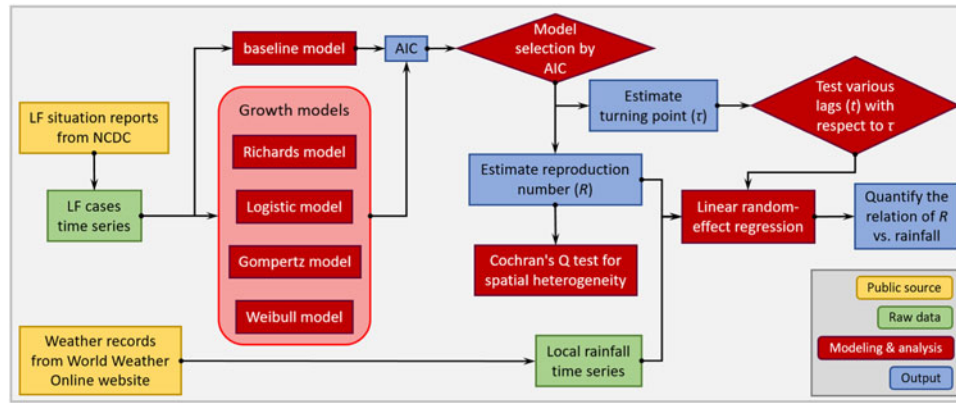 LF situation reports
from NCDC
LF cases
time series
baseline model
AIC
Model
selection by
AIC
Growth models
Richards model
Logistic model
Gompertz model
Weibull model
Estimate
turning point (τ)
Test various
lags (t) with
respect to τ
Estimate reproduction
number (R)
Cochran's Q test for
spatial heterogeneity
Linear random-
effect regression
Quantify the
relation of R
vs. rainfall
Weather records
from World Weather
Online website
Local rainfall
time series
Public source
Raw data
Modeling & analysis
Output